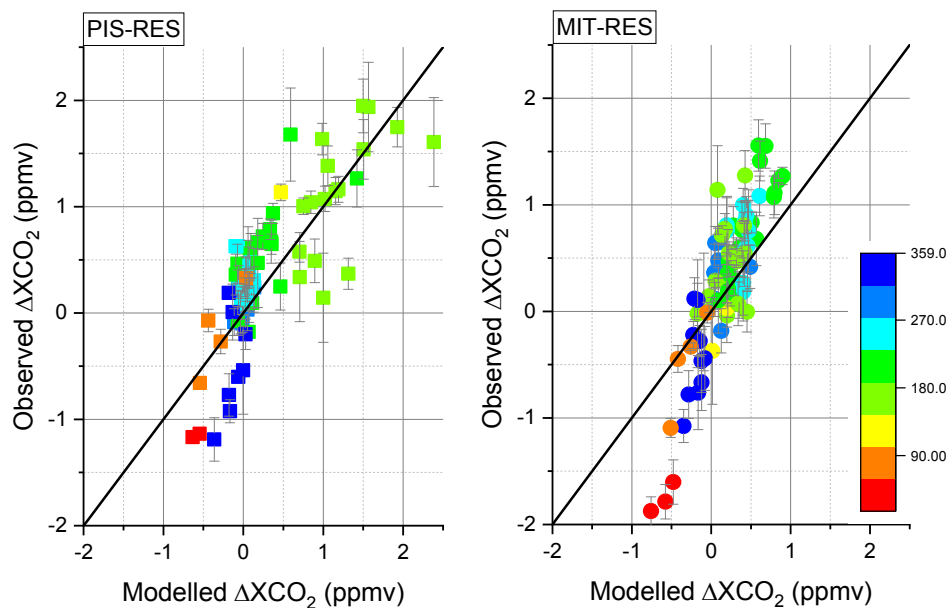 PIS-RES
MIT-RES
2
1
0
-1
-2
2
1
0
-1
-2
Observed ΔXCO₂ (ppmv)
Observed ΔXCO₂ (ppmv)
359.0
270.0
180.0
90.00
-2 -1 0 1 2
-2 -1 0 1 2
Modelled ΔXCO₂ (ppmv)
Modelled ΔXCO₂ (ppmv)